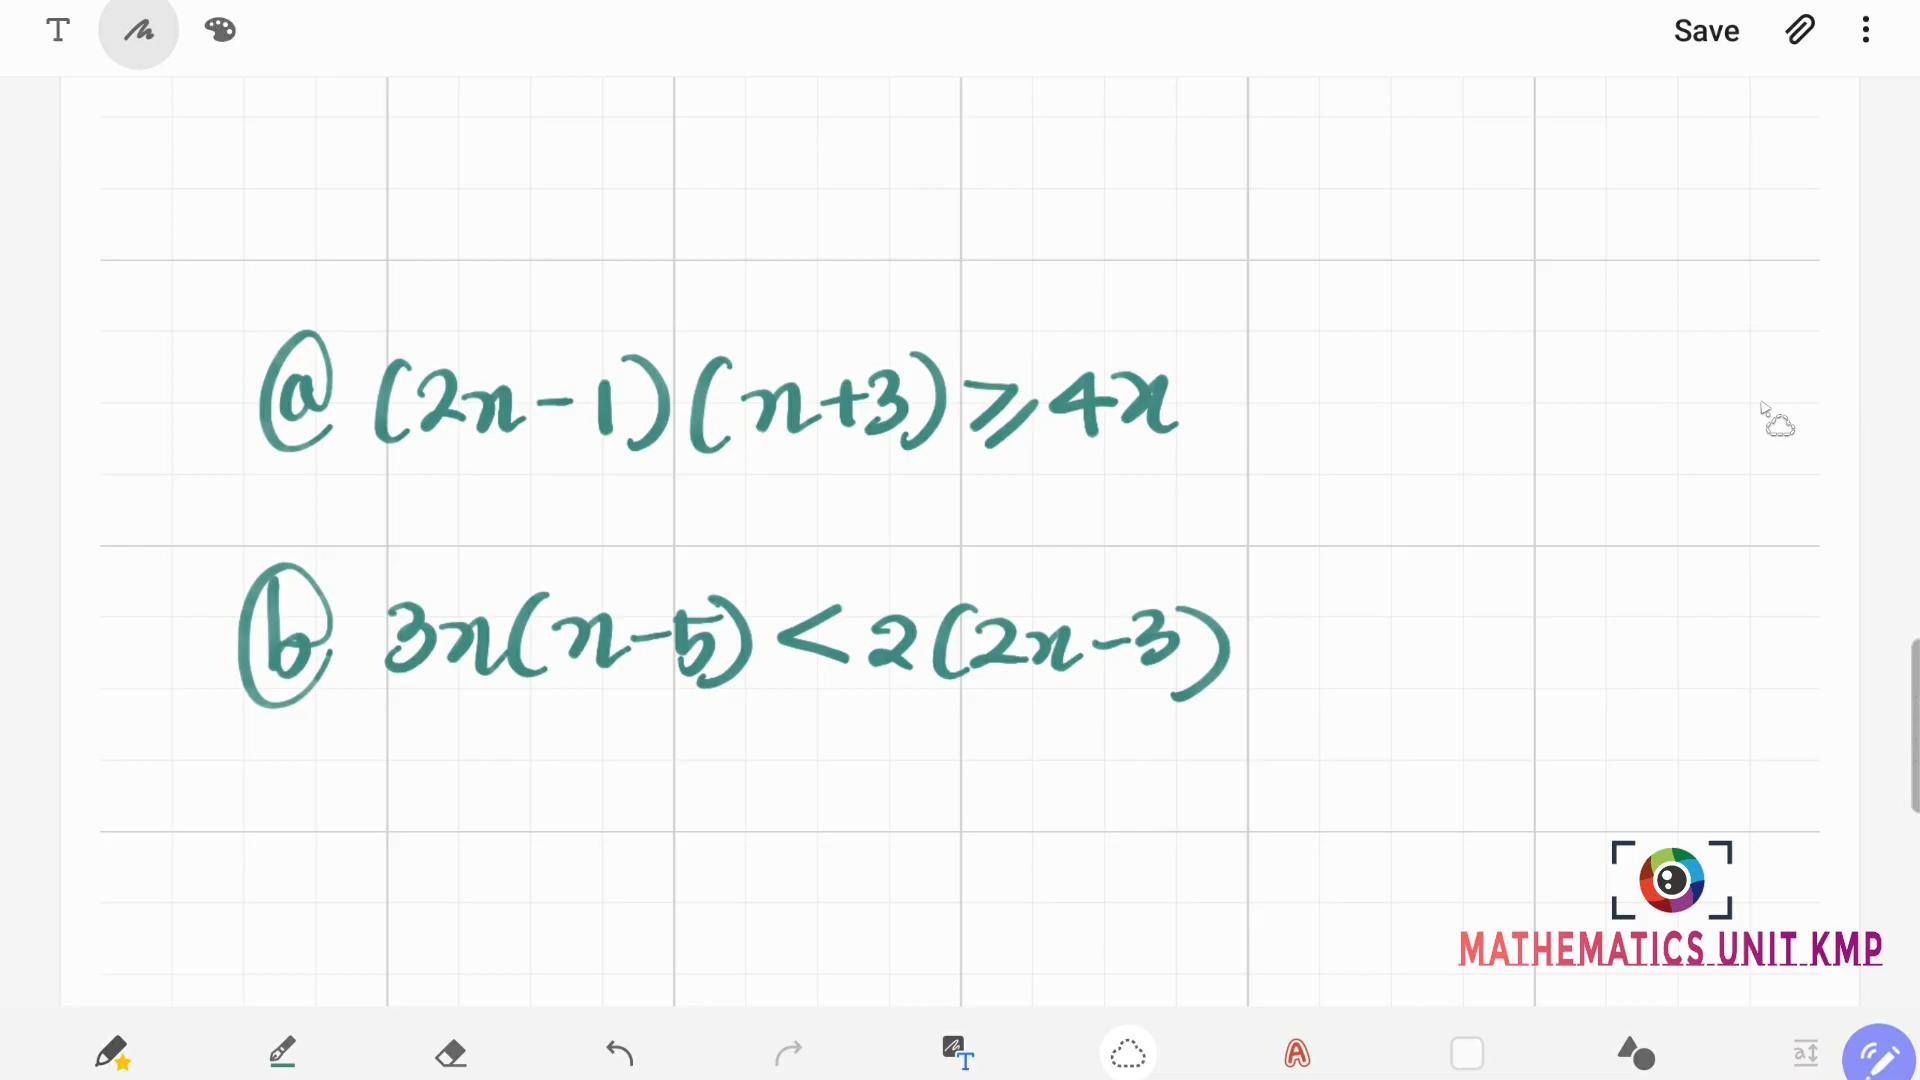 T Save
ⓐ (2x-1)(x+3)⩾4x
ⓑ 3x(x-5)<2(2x-3)
MATHEMATICS UNIT KMP
T A a